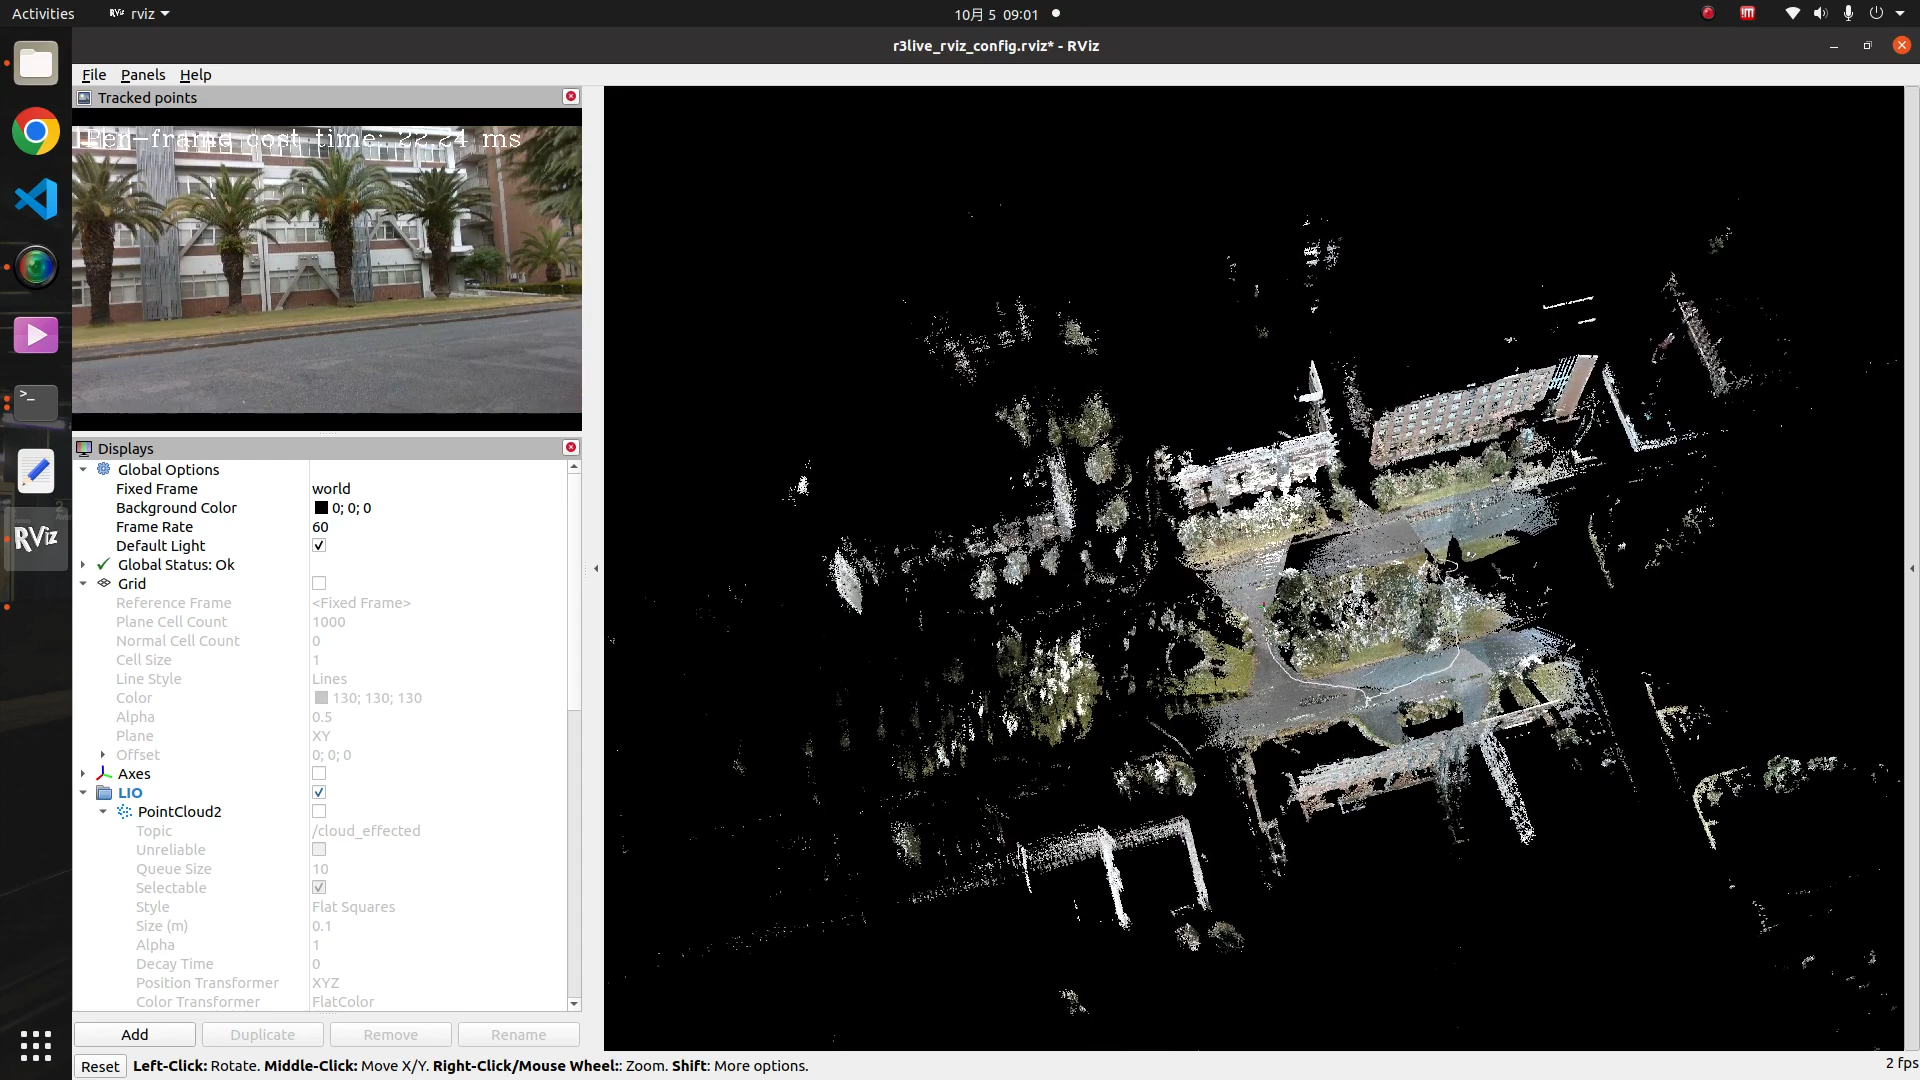 Activities
rviz
10月 5 09:01
r3live_rviz_config.rviz* - RViz
File Panels Help
Tracked points
Per-frame cost time: 22.24 ms
Displays
Global Options
Fixed Frame world
Background Color 0; 0; 0
Frame Rate 60
Default Light
Global Status: Ok
Grid
Reference Frame <Fixed Frame>
Plane Cell Count 1000
Normal Cell Count 0
Cell Size 1
Line Style Lines
Color 130; 130; 130
Alpha 0.5
Plane XY
Offset 0; 0; 0
Axes
LIO
PointCloud2
Topic /cloud_effected
Unreliable
Queue Size 10
Selectable
Style Flat Squares
Size (m) 0.1
Alpha 1
Decay Time 0
Position Transformer XYZ
Color Transformer FlatColor
Add Duplicate Remove Rename
Reset Left-Click: Rotate. Middle-Click: Move X/Y. Right-Click/Mouse Wheel:: Zoom. Shift: More options.
2 fps
RViz